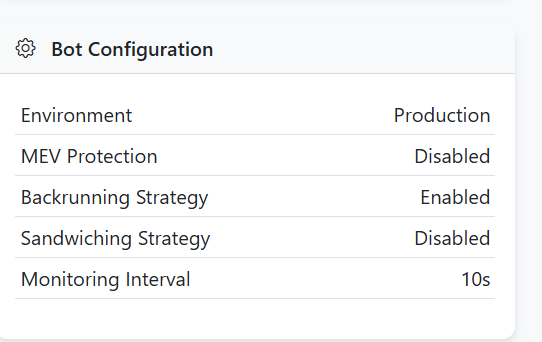 Bot Configuration
Environment Production
MEV Protection Disabled
Backrunning Strategy Enabled
Sandwiching Strategy Disabled
Monitoring Interval 10s